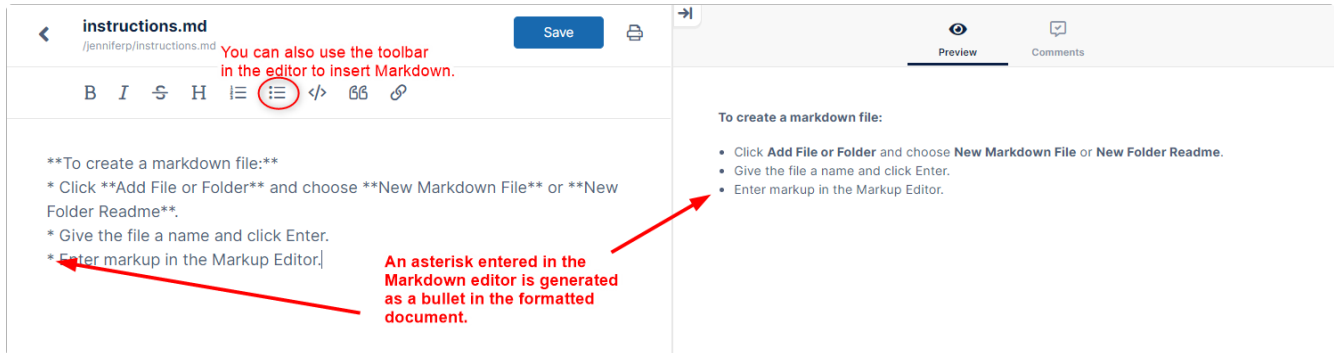 instructions.md
/jenniferp/instructions.md
Save
You can also use the toolbar
in the editor to insert Markdown.
B I S H </>
**To create a markdown file:**
* Click **Add File or Folder** and choose **New Markdown File** or **New
Folder Readme**.
* Give the file a name and click Enter.
* Enter markup in the Markup Editor.
An asterisk entered in the
Markdown editor is generated
as a bullet in the formatted
document.
Preview
Comments
To create a markdown file:
• Click Add File or Folder and choose New Markdown File or New Folder Readme.
• Give the file a name and click Enter.
• Enter markup in the Markup Editor.